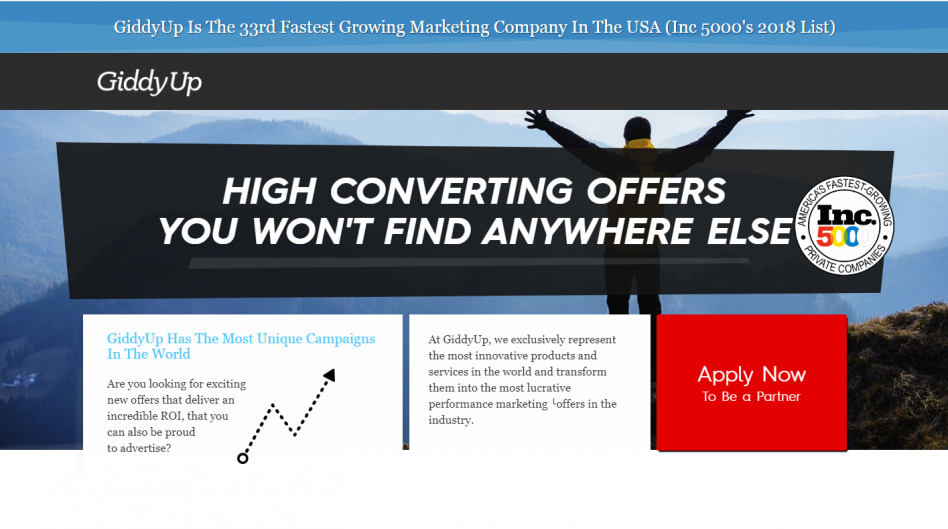 GiddyUp Is The 33rd Fastest Growing Marketing Company In The USA (Inc 5000's 2018 List)
GiddyUp
HIGH CONVERTING OFFERS
YOU WON'T FIND ANYWHERE ELSE
AMERICA'S FASTEST-GROWING
Inc.
5000
PRIVATE COMPANIES
GiddyUp Has The Most Unique Campaigns
In The World
Are you looking for exciting
new offers that deliver an
incredible ROI, that you
can also be proud
to advertise?
At GiddyUp, we exclusively represent
the most innovative products and
services in the world and transform
them into the most lucrative
performance marketing └offers in the
industry.
Apply Now
To Be a Partner